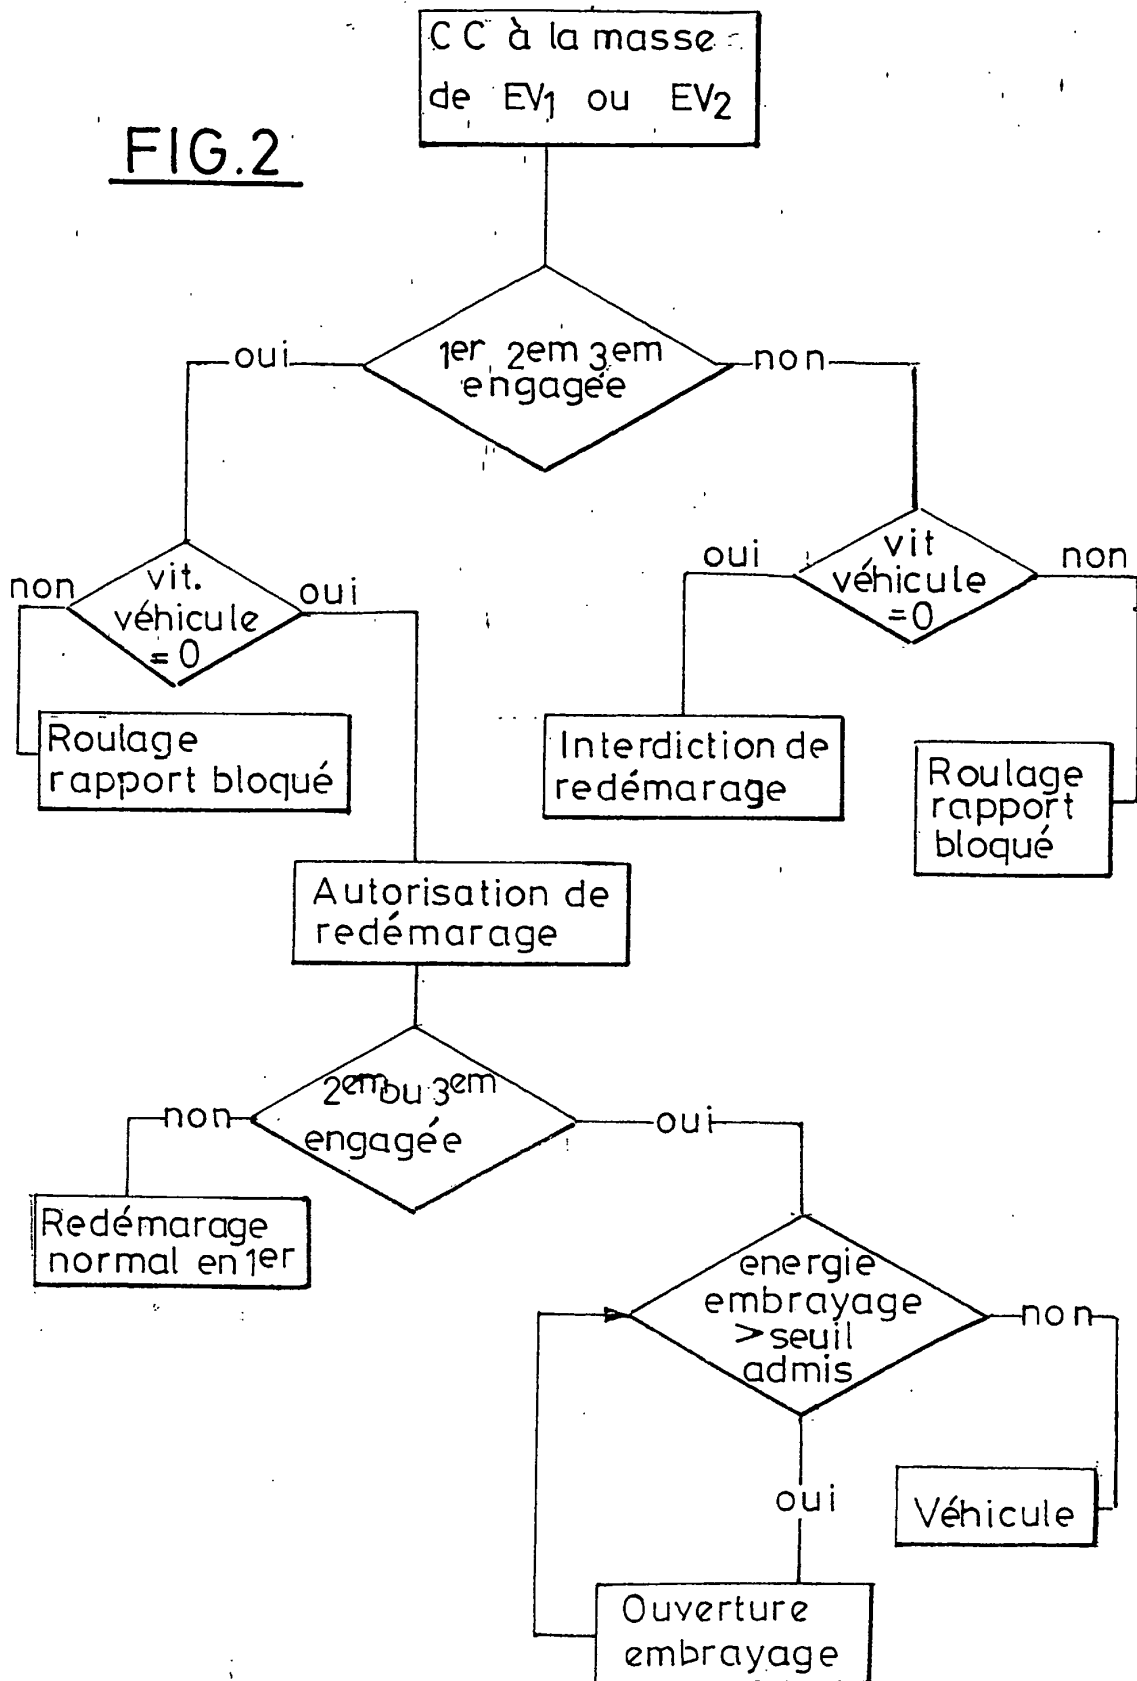 CC à la masse
de EV1 ou EV2
FIG.2
1er 2em 3em
engagée
oui
non
vit.
véhicule
= 0
non
oui
vit
véhicule
=0
oui
non
Roulage
rapport bloqué
Interdiction de
redémarage
Roulage
rapport
bloqué
Autorisation de
redémarage
2em ou 3em
engagée
non
oui
Redémarage
normal en 1er
energie
embrayage
>seuil
admis
non
oui
Véhicule
Ouverture
embrayage